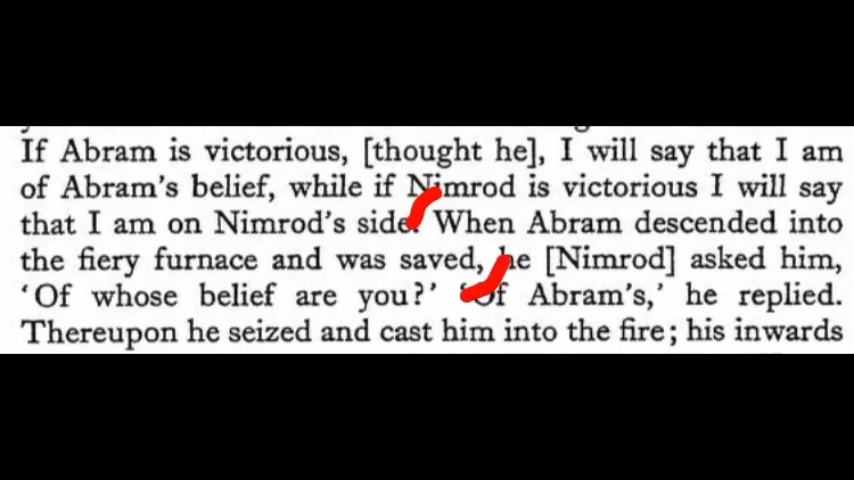 If Abram is victorious, [thought he], I will say that I am
of Abram's belief, while if Nimrod is victorious I will say
that I am on Nimrod's side. When Abram descended into
the fiery furnace and was saved, he [Nimrod] asked him,
‘Of whose belief are you?’ ‘Of Abram's,’ he replied.
Thereupon he seized and cast him into the fire; his inwards